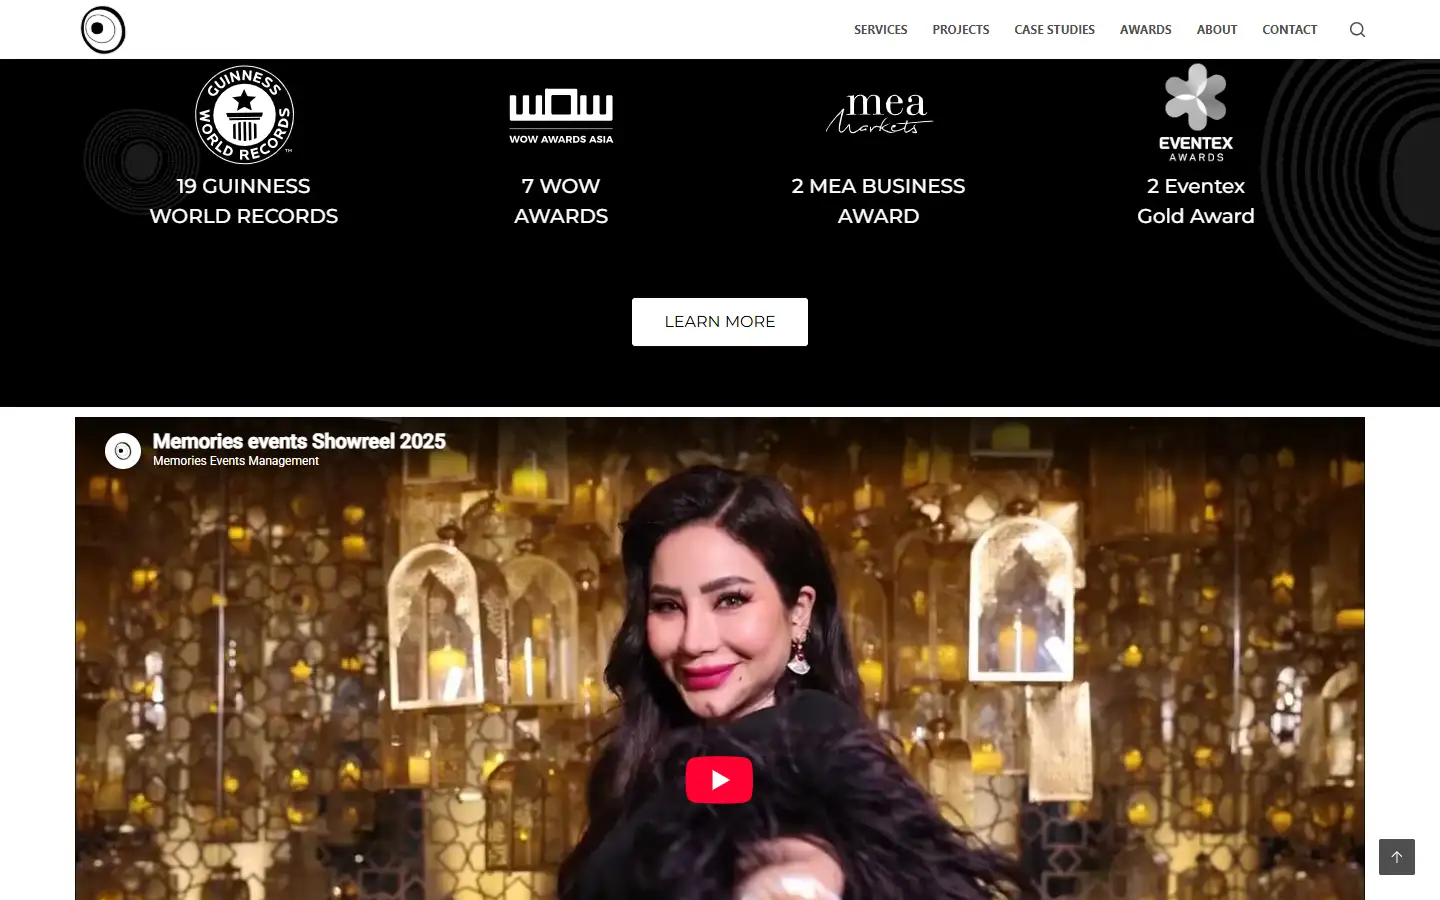 SERVICES PROJECTS CASE STUDIES AWARDS ABOUT CONTACT
GUINNESS WORLD RECORDS™
19 GUINNESS
WORLD RECORDS
WOW
WOW AWARDS ASIA
7 WOW
AWARDS
mea
Markets
2 MEA BUSINESS
AWARD
EVENTEX
AWARDS
2 Eventex
Gold Award
LEARN MORE
Memories events Showreel 2025
Memories Events Management